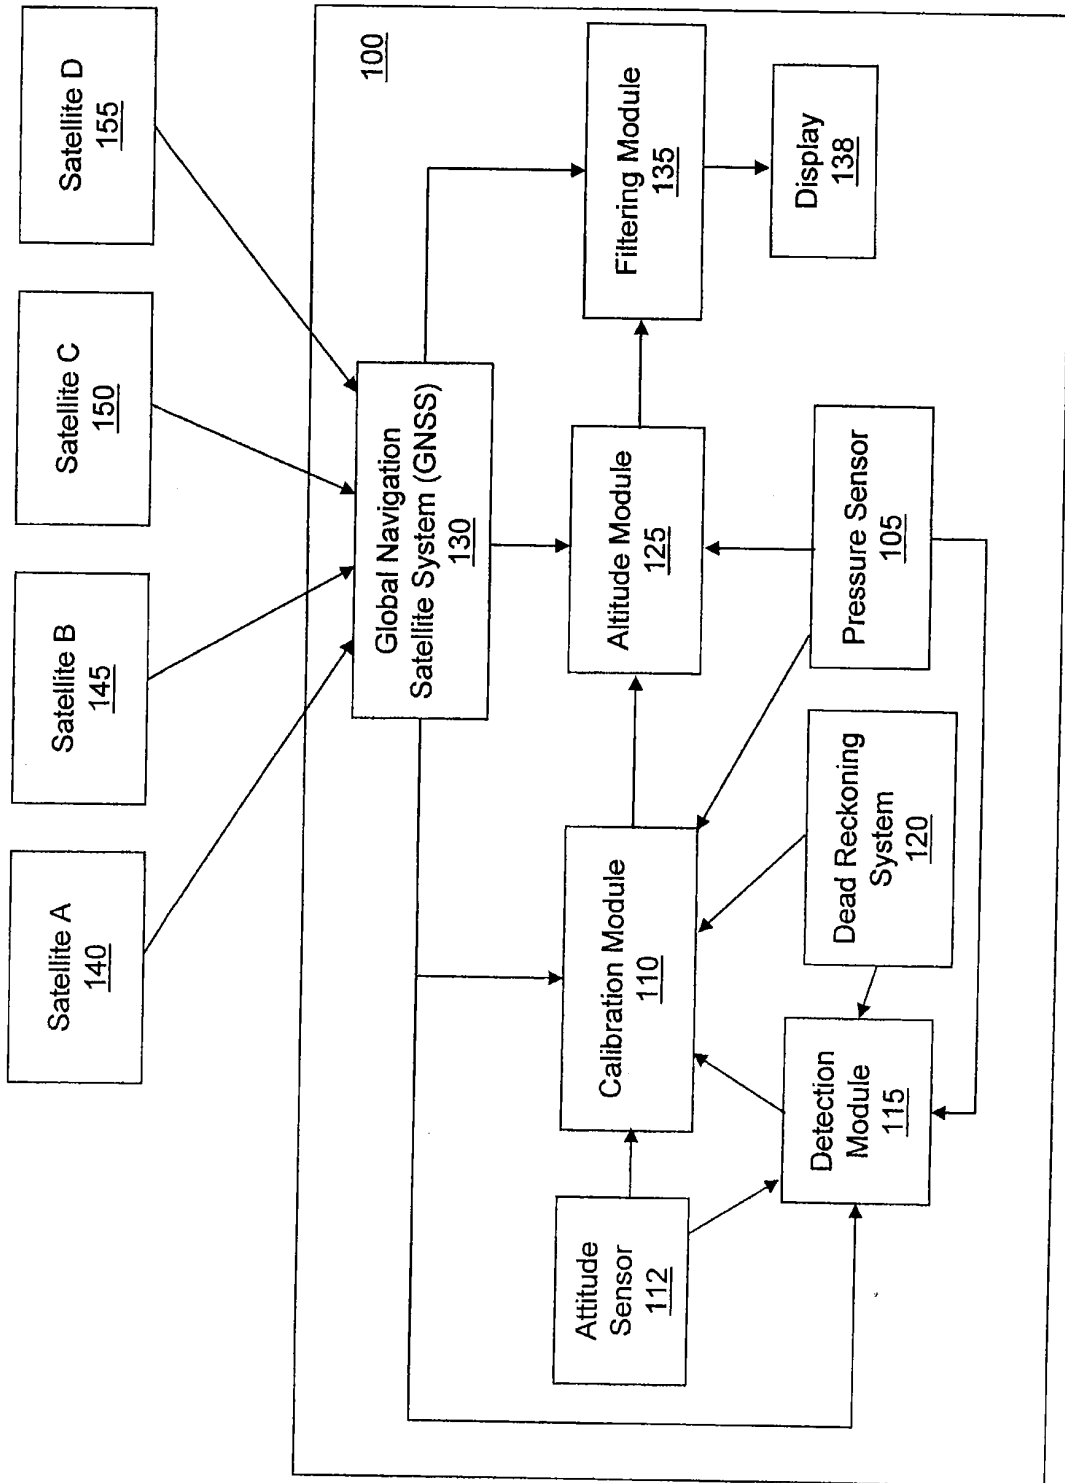 Satellite A
140
Satellite B
145
Satellite C
150
Satellite D
155
100
Global Navigation
Satellite System (GNSS)
130
Attitude
Sensor
112
Calibration Module
110
Altitude Module
125
Filtering Module
135
Detection
Module
115
Dead Reckoning
System
120
Pressure Sensor
105
Display
138